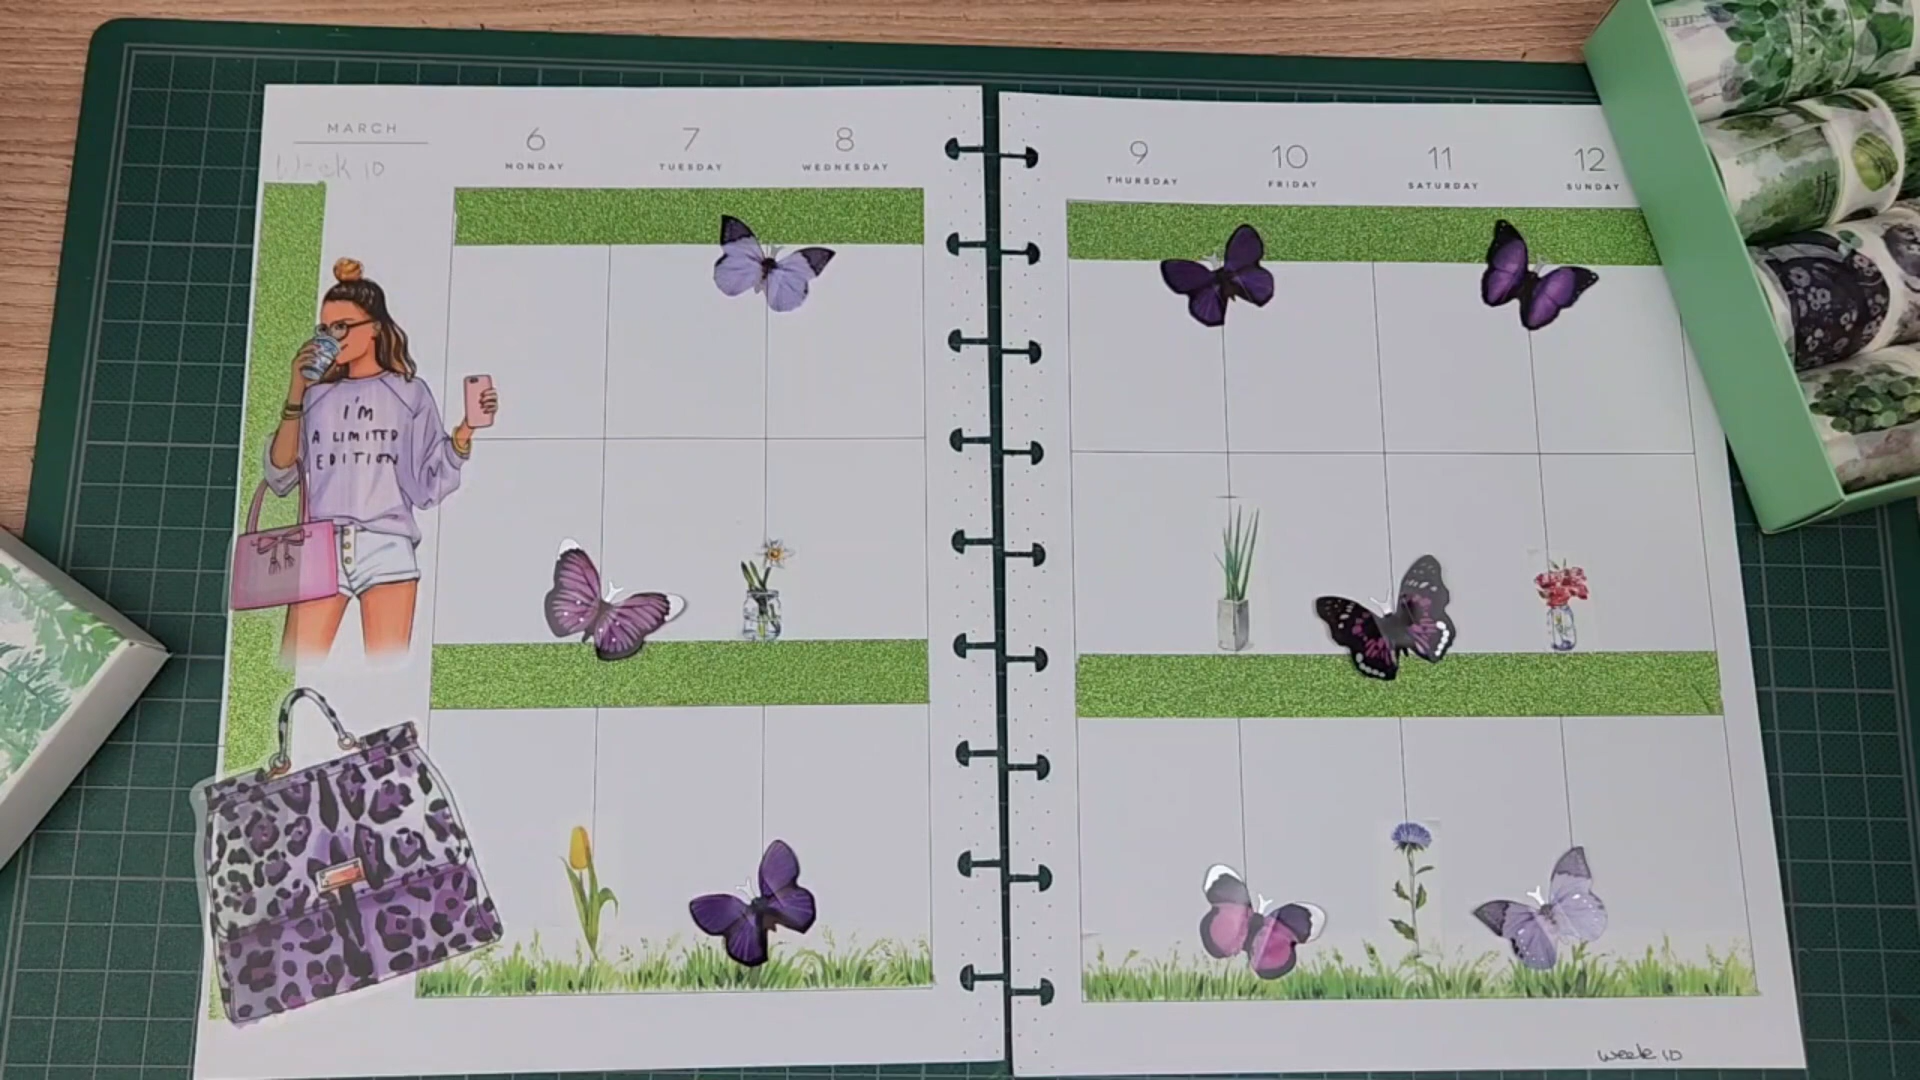 MARCH
Week 10
6 7 8
MONDAY TUESDAY WEDNESDAY
9 10 11 12
THURSDAY FRIDAY SATURDAY SUNDAY
I'M
A LIMITED
EDITION
week 10